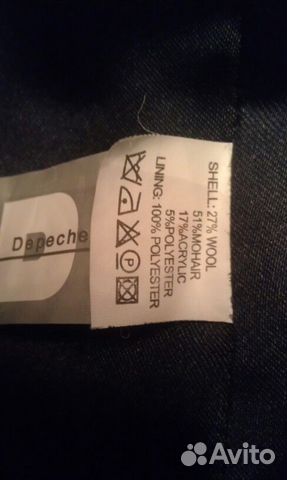 Depeche
SHELL: 27% WOOL
51%MOHAIR
17%ACRYLIC
5%POLYESTER
LINING: 100% POLYESTER
P
Avito